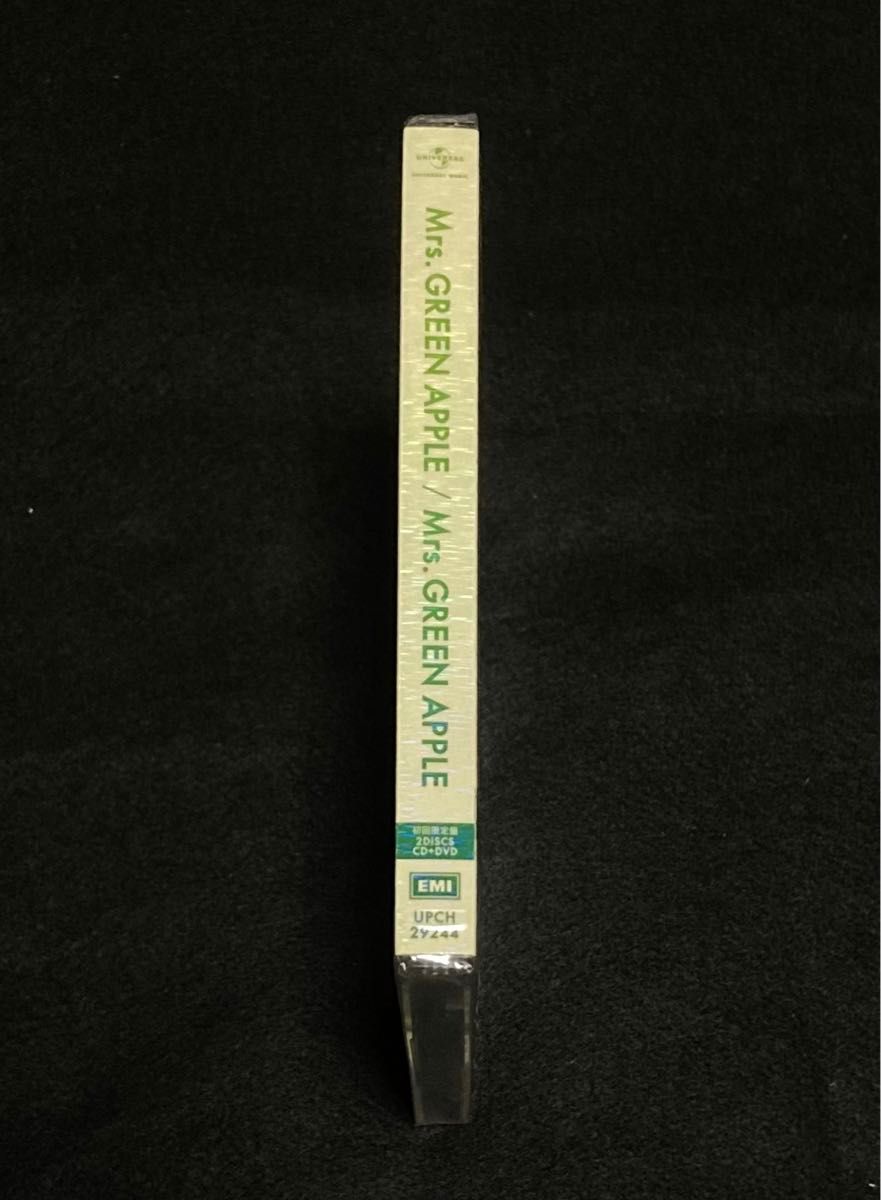 UNIVERSAL
UNIVERSAL MUSIC
Mrs. GREEN APPLE / Mrs. GREEN APPLE
初回限定盤
2DISCS
CD+DVD
EMI
UPCH
29244